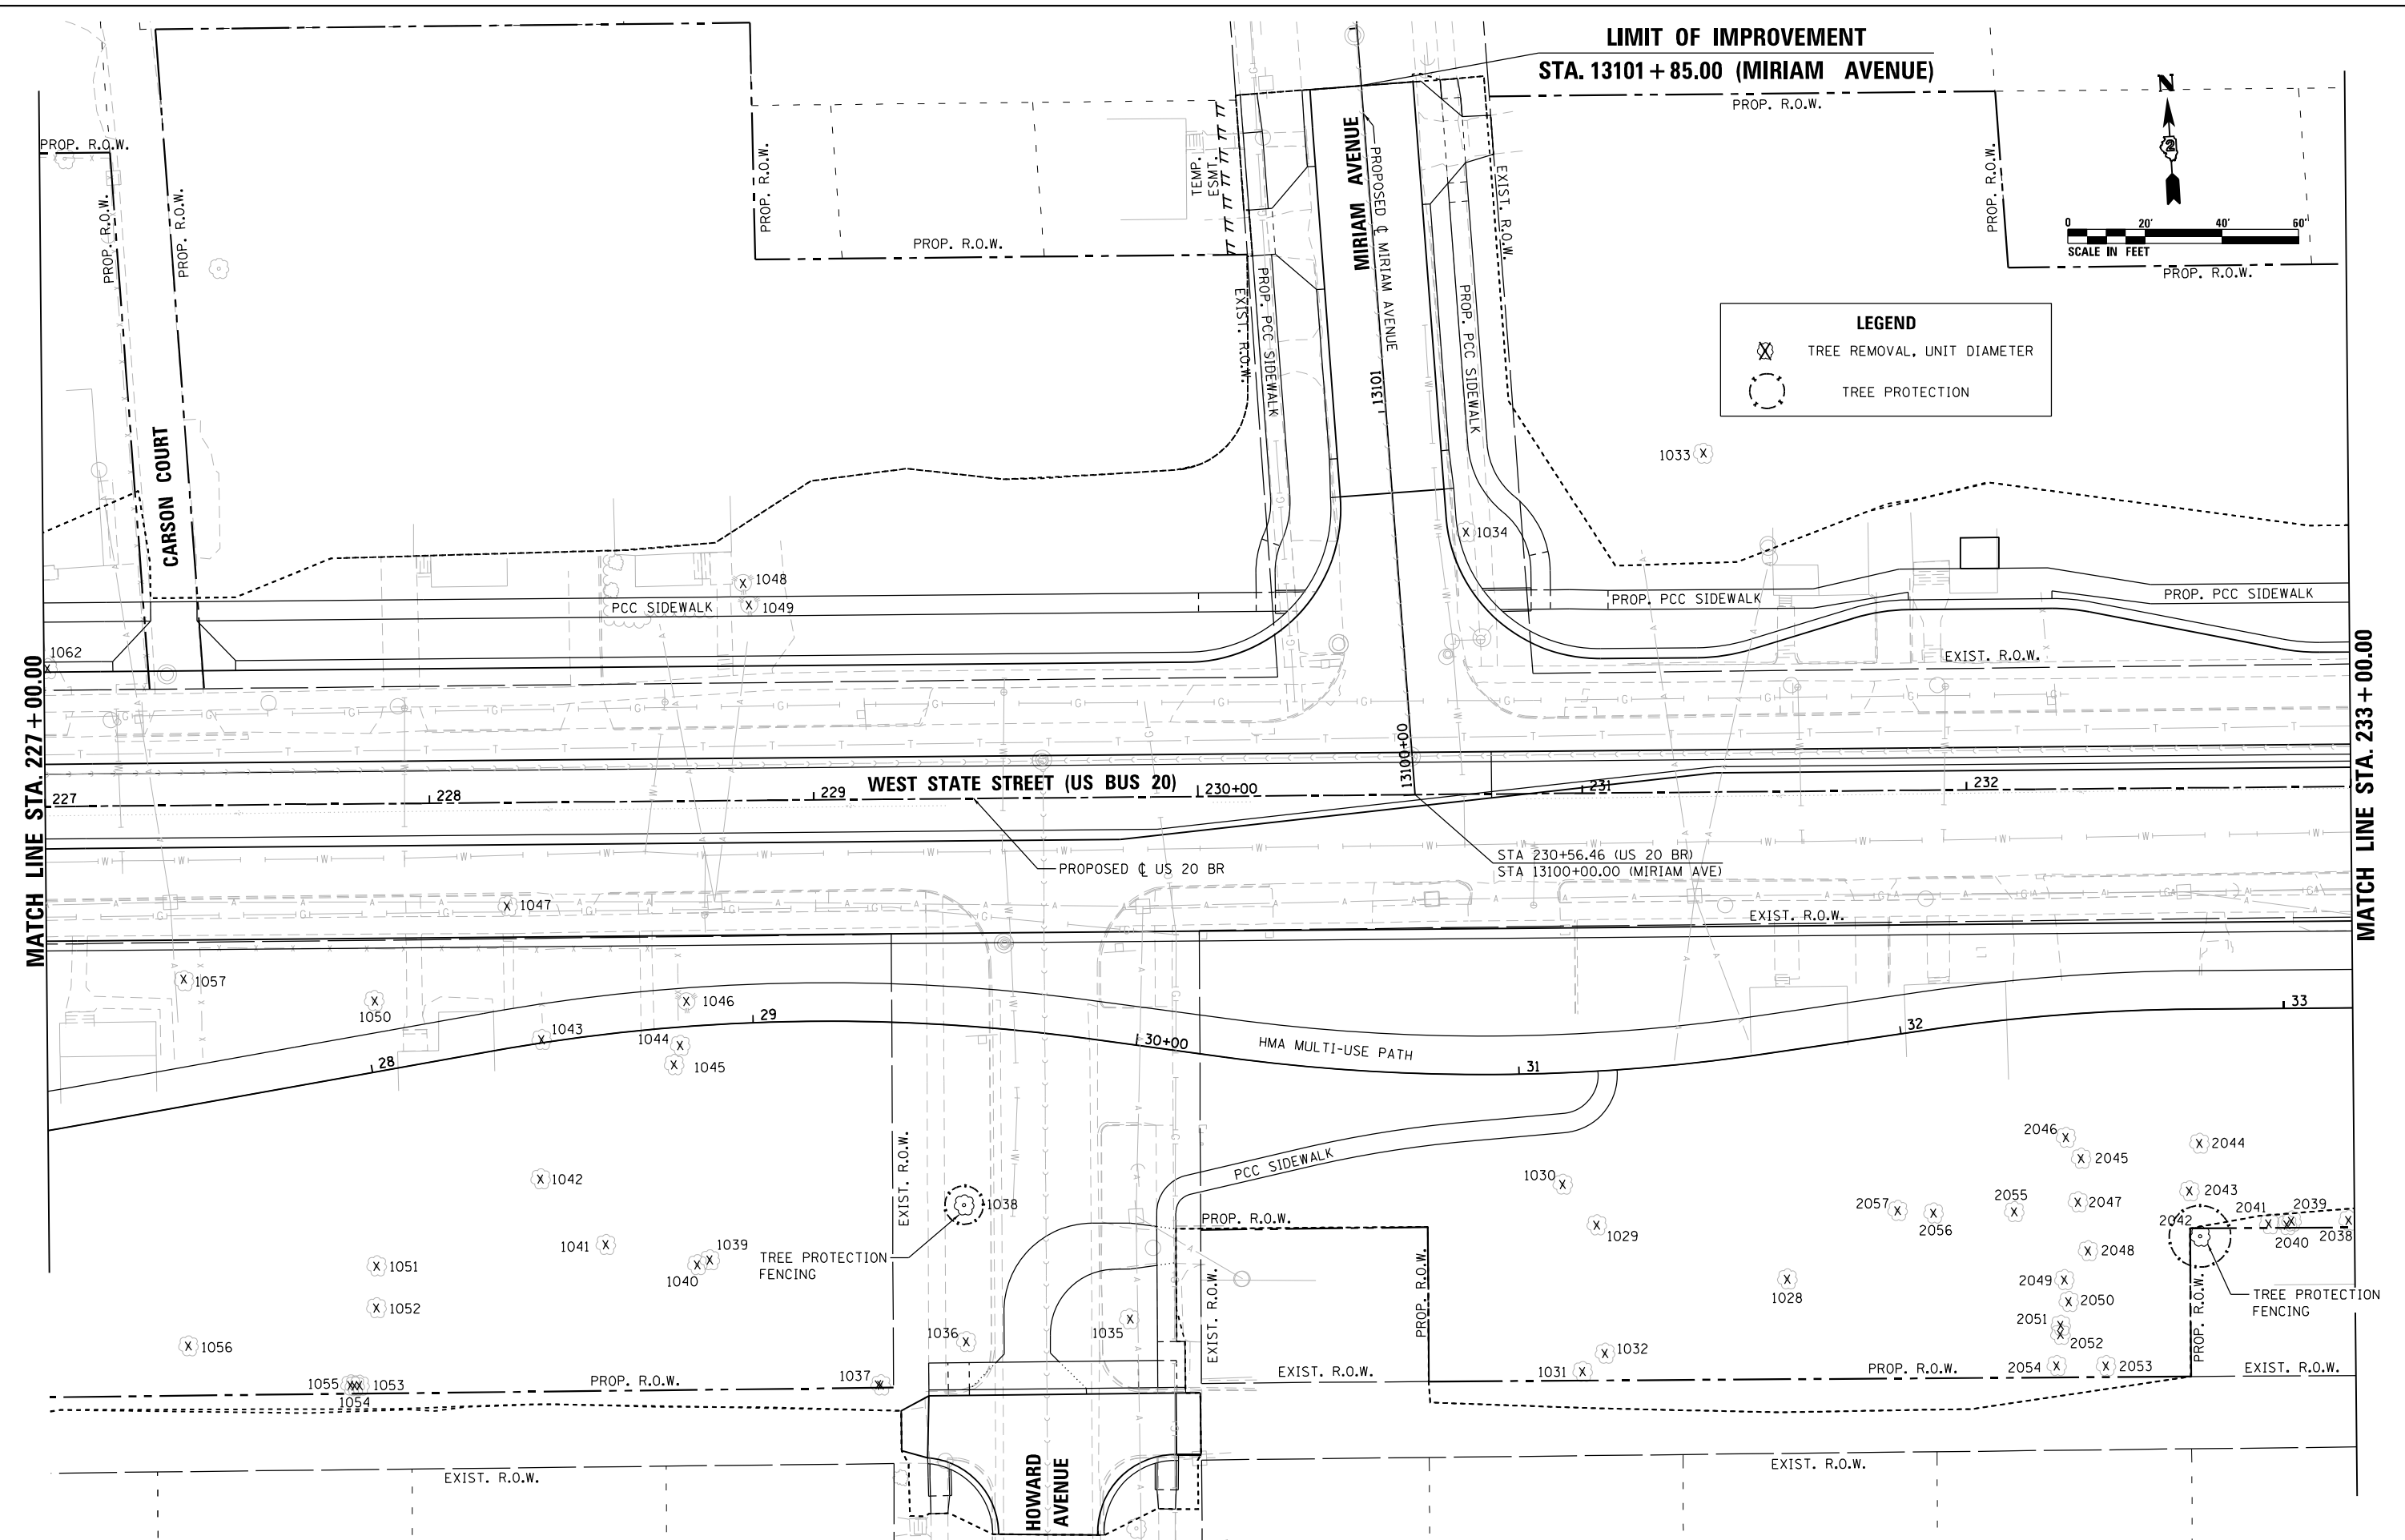 LIMIT OF IMPROVEMENT
STA. 13101 + 85.00 (MIRIAM AVENUE)
N
2
0 20' 40' 60'
SCALE IN FEET
LEGEND
TREE REMOVAL, UNIT DIAMETER
TREE PROTECTION
PROP. R.O.W.
PROP. R.O.W.
PROP. R.O.W.
PROP. R.O.W.
PROP. R.O.W.
PROP. R.O.W.
PROP. R.O.W.
PROP. R.O.W.
TEMP.
ESMT.
EXIST. R.O.W.
PROP. PCC SIDEWALK
MIRIAM AVENUE
PROPOSED ℄ MIRIAM AVENUE
13101
PROP. PCC SIDEWALK
EXIST. R.O.W.
CARSON COURT
1033
1034
1048
1049
PCC SIDEWALK
PROP. PCC SIDEWALK
PROP. PCC SIDEWALK
1062
EXIST. R.O.W.
MATCH LINE STA. 227 + 00.00
MATCH LINE STA. 233 + 00.00
13100+00
WEST STATE STREET (US BUS 20)
227
228
229
230+00
231
232
PROPOSED ℄ US 20 BR
STA 230+56.46 (US 20 BR)
STA 13100+00.00 (MIRIAM AVE)
1047
EXIST. R.O.W.
1057
1050
1046
1043
1044
1045
28
29
30+00
31
32
33
HMA MULTI-USE PATH
PCC SIDEWALK
EXIST. R.O.W.
1042
1038
1041
1039
1040
TREE PROTECTION
FENCING
1051
1052
1056
1055
1053
1054
PROP. R.O.W.
1037
1036
1035
PROP. R.O.W.
EXIST. R.O.W.
PROP. R.O.W.
EXIST. R.O.W.
1030
1029
1028
1032
1031
PROP. R.O.W.
2046
2045
2044
2057
2056
2055
2047
2043
2042
2041
2039
2040
2038
2048
2049
2050
2051
2052
2054
2053
PROP. R.O.W.
TREE PROTECTION
FENCING
EXIST. R.O.W.
EXIST. R.O.W.
EXIST. R.O.W.
HOWARD
AVENUE